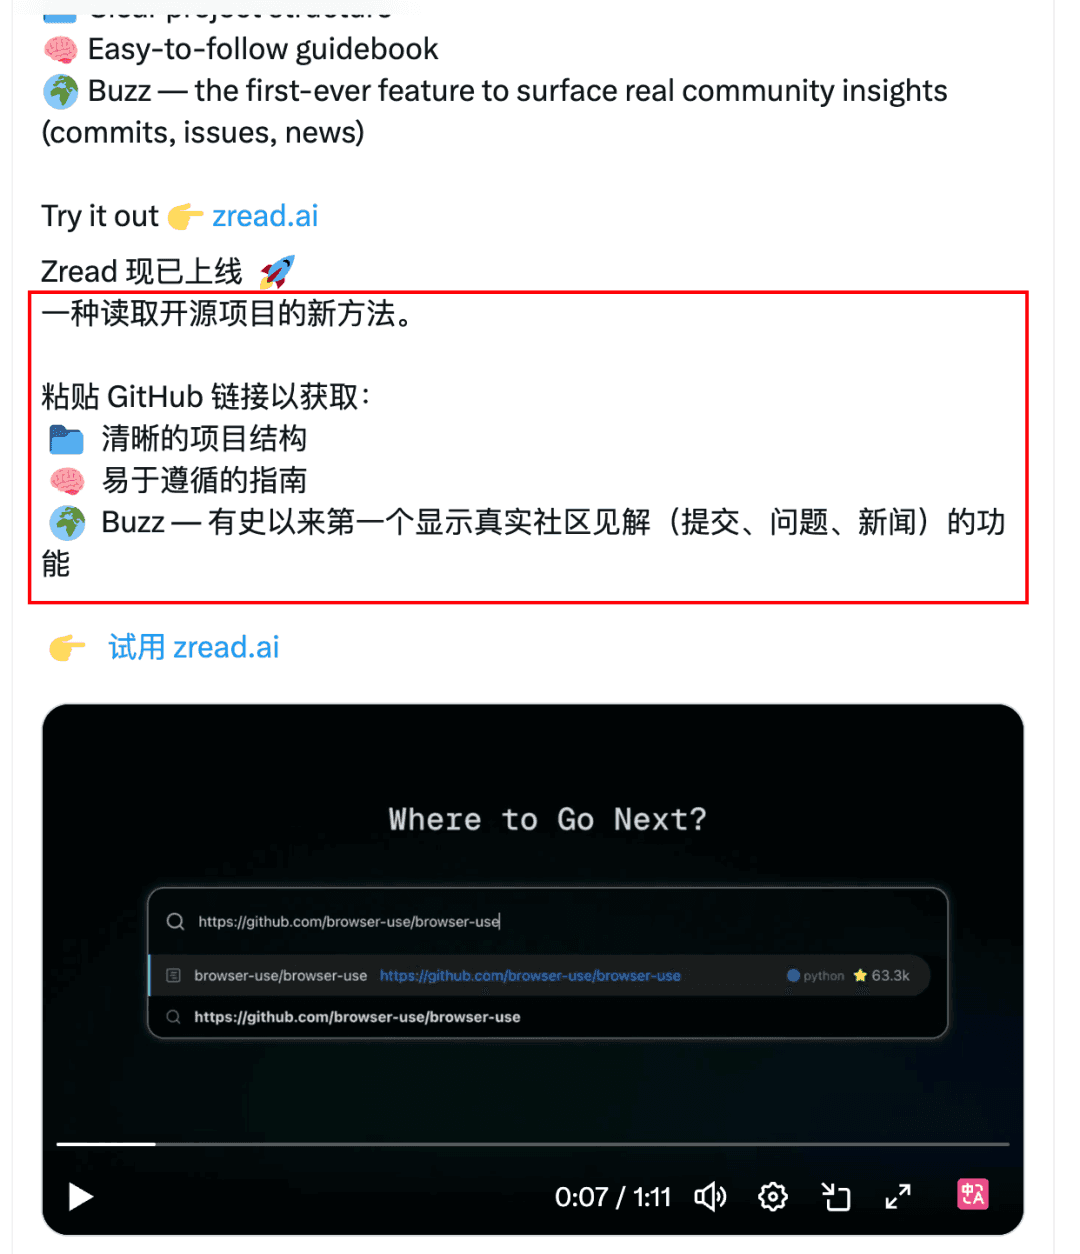 Clear project structure
Easy-to-follow guidebook
Buzz — the first-ever feature to surface real community insights
(commits, issues, news)
Try it out 👉 zread.ai
Zread 现已上线 🚀
一种读取开源项目的新方法。
粘贴 GitHub 链接以获取：
清晰的项目结构
易于遵循的指南
Buzz — 有史以来第一个显示真实社区见解（提交、问题、新闻）的功
能
👉 试用 zread.ai
Where to Go Next?
https://github.com/browser-use/browser-use
browser-use/browser-use https://github.com/browser-use/browser-use python ⭐ 63.3k
https://github.com/browser-use/browser-use
0:07 / 1:11
中A